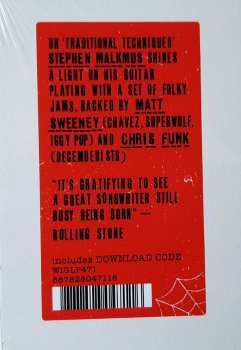 ON 'TRADITIONAL TECHNIQUES'
STEPHEN MALKMUS SHINES
A LIGHT ON HIS GUITAR
PLAYING WITH A SET OF FOLKY
JAMS, BACKED BY MATT
SWEENEY (CHAVEZ, SUPERWOLF,
IGGY POP) AND CHRIS FUNK
(DECEMBERISTS)
"IT'S GRATIFYING TO SEE
A GREAT SONGWRITER STILL
BUSY BEING BORN" —
ROLLING STONE
includes DOWNLOAD CODE
WIGLP471
887828047116